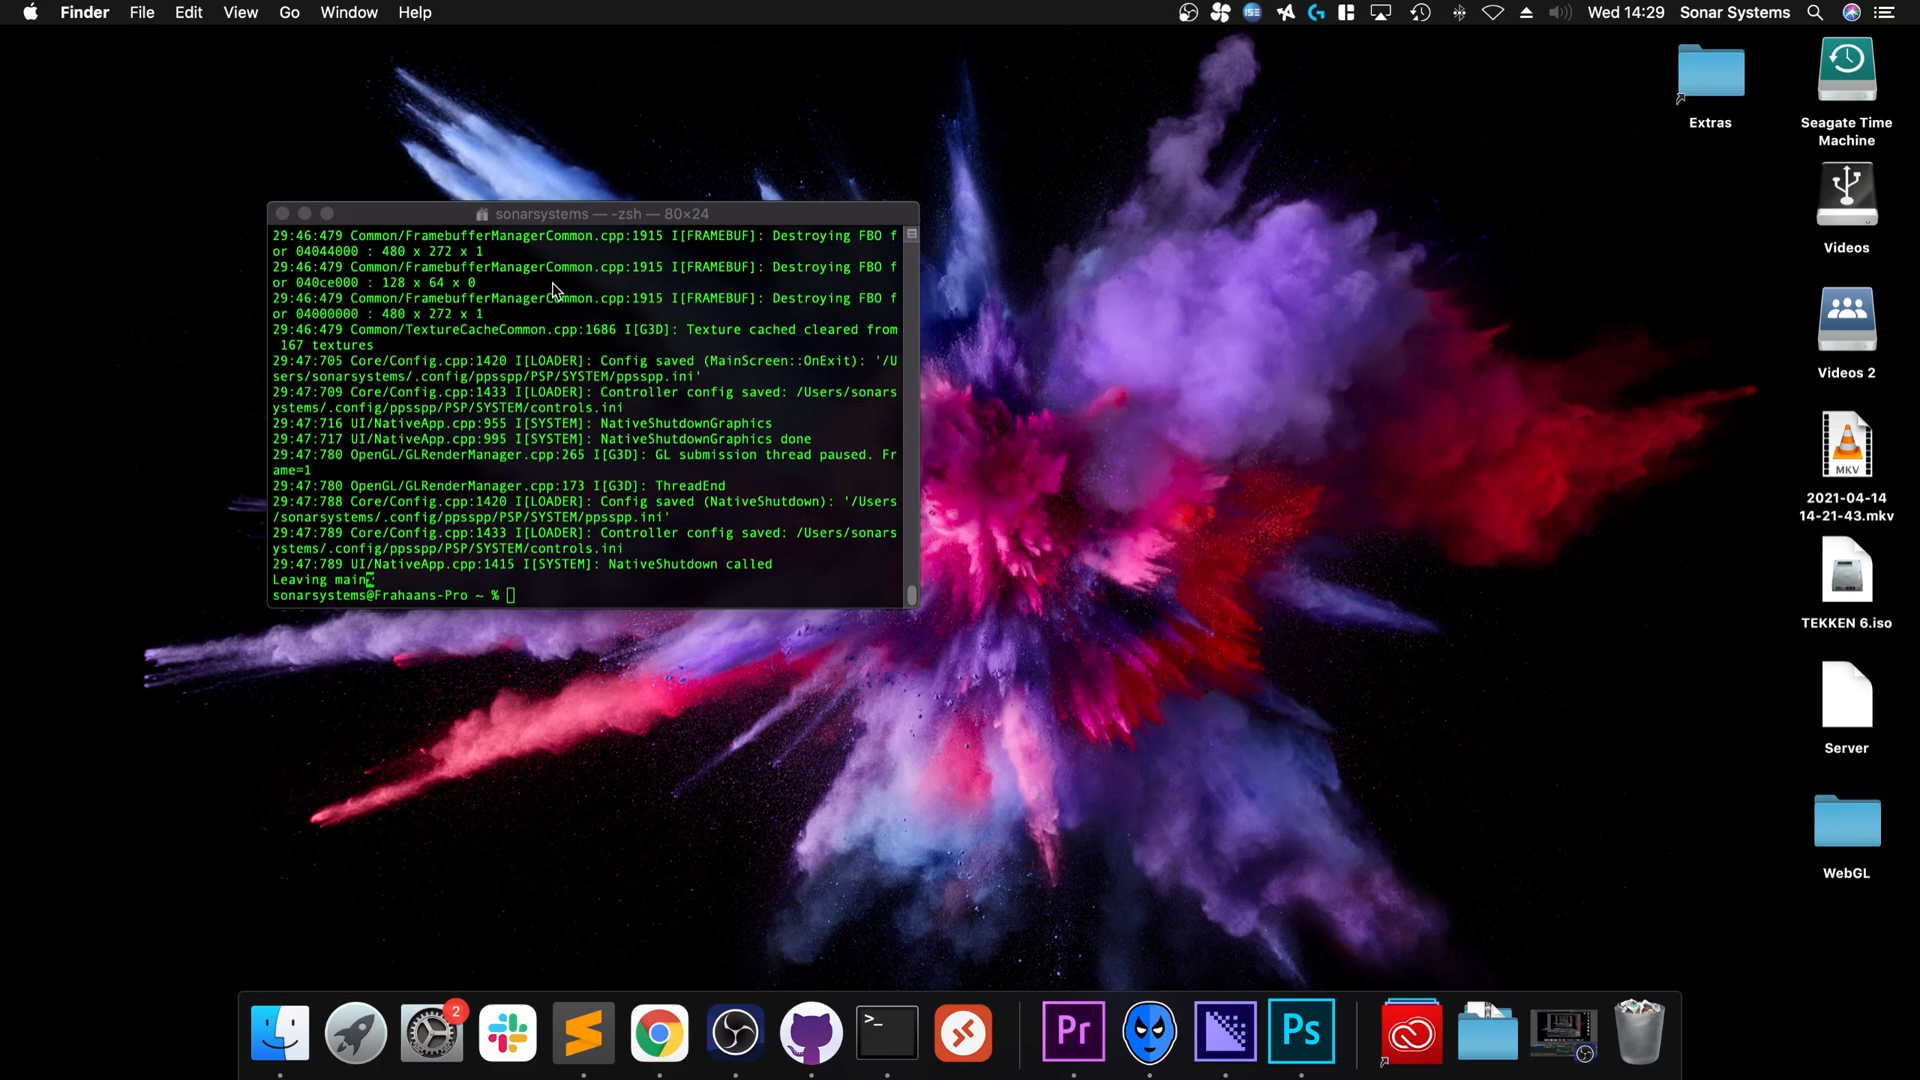 Finder File Edit View Go Window Help
ISE
Wed 14:29 Sonar Systems
Extras
Seagate Time
Machine
Videos
Videos 2
MKV
2021-04-14
14-21-43.mkv
TEKKEN 6.iso
Server
WebGL
sonarsystems — -zsh — 80×24
29:46:479 Common/FramebufferManagerCommon.cpp:1915 I[FRAMEBUF]: Destroying FBO f
or 04044000 : 480 x 272 x 1
29:46:479 Common/FramebufferManagerCommon.cpp:1915 I[FRAMEBUF]: Destroying FBO f
or 040ce000 : 128 x 64 x 0
29:46:479 Common/FramebufferManagerCommon.cpp:1915 I[FRAMEBUF]: Destroying FBO f
or 04000000 : 480 x 272 x 1
29:46:479 Common/TextureCacheCommon.cpp:1686 I[G3D]: Texture cached cleared from
 167 textures
29:47:705 Core/Config.cpp:1420 I[LOADER]: Config saved (MainScreen::OnExit): '/U
sers/sonarsystems/.config/ppsspp/PSP/SYSTEM/ppsspp.ini'
29:47:709 Core/Config.cpp:1433 I[LOADER]: Controller config saved: /Users/sonars
ystems/.config/ppsspp/PSP/SYSTEM/controls.ini
29:47:716 UI/NativeApp.cpp:955 I[SYSTEM]: NativeShutdownGraphics
29:47:717 UI/NativeApp.cpp:995 I[SYSTEM]: NativeShutdownGraphics done
29:47:780 OpenGL/GLRenderManager.cpp:265 I[G3D]: GL submission thread paused. Fr
ame=1
29:47:780 OpenGL/GLRenderManager.cpp:173 I[G3D]: ThreadEnd
29:47:788 Core/Config.cpp:1420 I[LOADER]: Config saved (NativeShutdown): '/Users
/sonarsystems/.config/ppsspp/PSP/SYSTEM/ppsspp.ini'
29:47:789 Core/Config.cpp:1433 I[LOADER]: Controller config saved: /Users/sonars
ystems/.config/ppsspp/PSP/SYSTEM/controls.ini
29:47:789 UI/NativeApp.cpp:1415 I[SYSTEM]: NativeShutdown called
Leaving main%
sonarsystems@Frahaans-Pro ~ %
2
>_
Pr
Ps